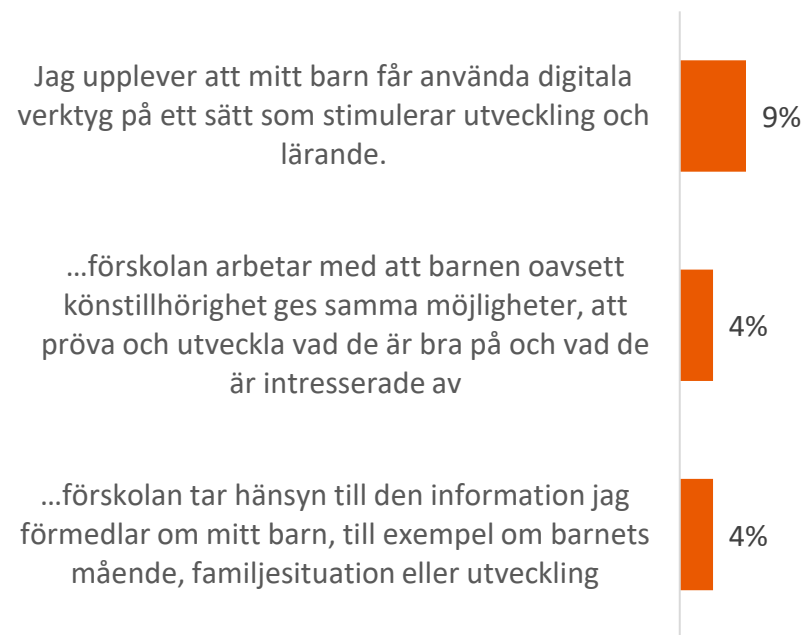 Jag upplever att mitt barn får använda digitala
verktyg på ett sätt som stimulerar utveckling och
lärande.
9%
...förskolan arbetar med att barnen oavsett
könstillhörighet ges samma möjligheter, att
pröva och utveckla vad de är bra på och vad de
är intresserade av
4%
...förskolan tar hänsyn till den information jag
förmedlar om mitt barn, till exempel om barnets
mående, familjesituation eller utveckling
4%